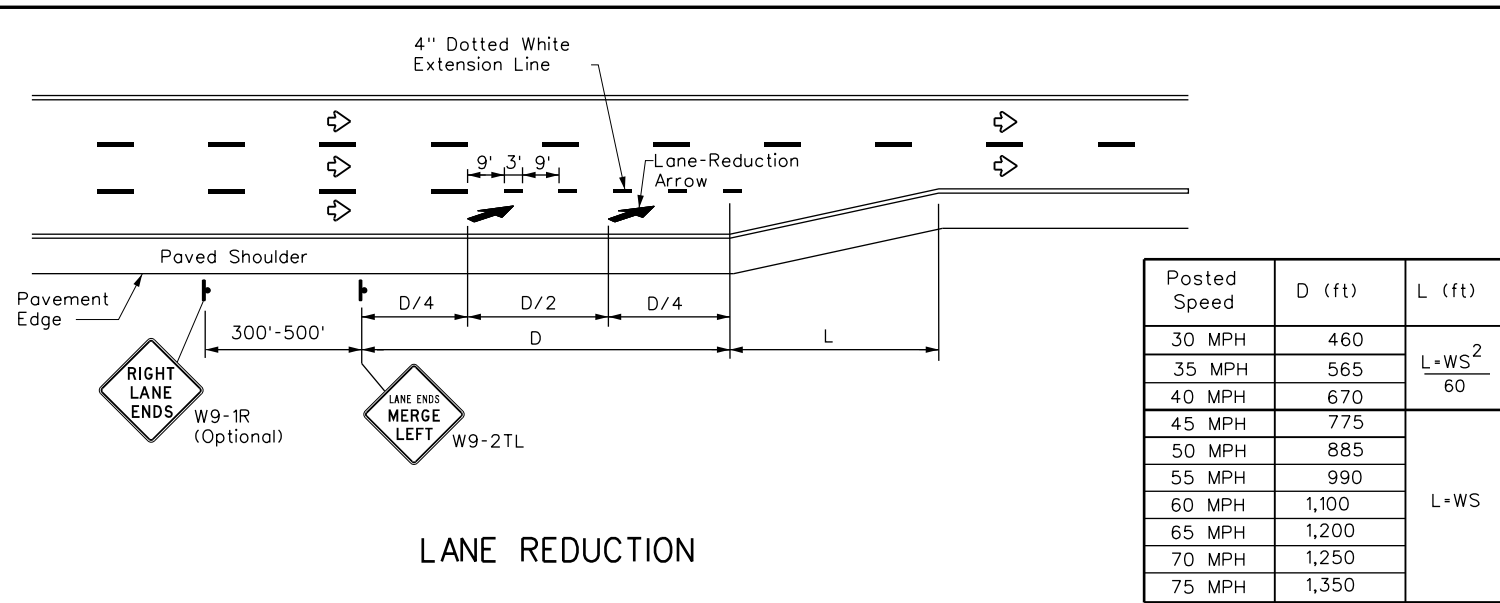 4" Dotted White
Extension Line
9' 3' 9'
Lane-Reduction
Arrow
Paved Shoulder
Pavement
Edge
300'-500'
D/4 D/2 D/4
D L
RIGHT
LANE
ENDS
W9-1R
(Optional)
LANE ENDS
MERGE
LEFT
W9-2TL
LANE REDUCTION
Posted
Speed
D (ft)
L (ft)
30 MPH 460
35 MPH 565
40 MPH 670
L=WS²
60
45 MPH 775
50 MPH 885
55 MPH 990
60 MPH 1,100
65 MPH 1,200
70 MPH 1,250
75 MPH 1,350
L=WS